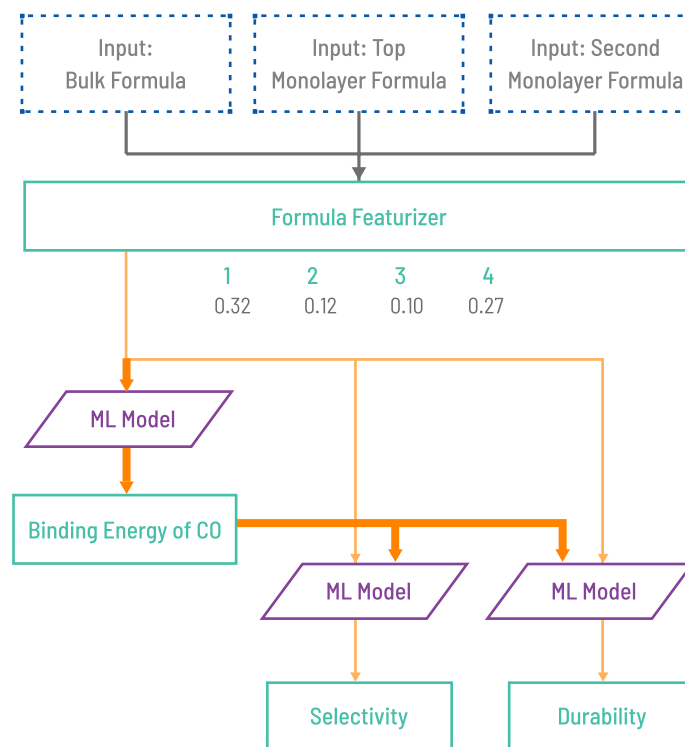 Input:
Bulk Formula
Input: Top
Monolayer Formula
Input: Second
Monolayer Formula
Formula Featurizer
1 2 3 4
0.32 0.12 0.10 0.27
ML Model
Binding Energy of CO
ML Model
ML Model
Selectivity
Durability